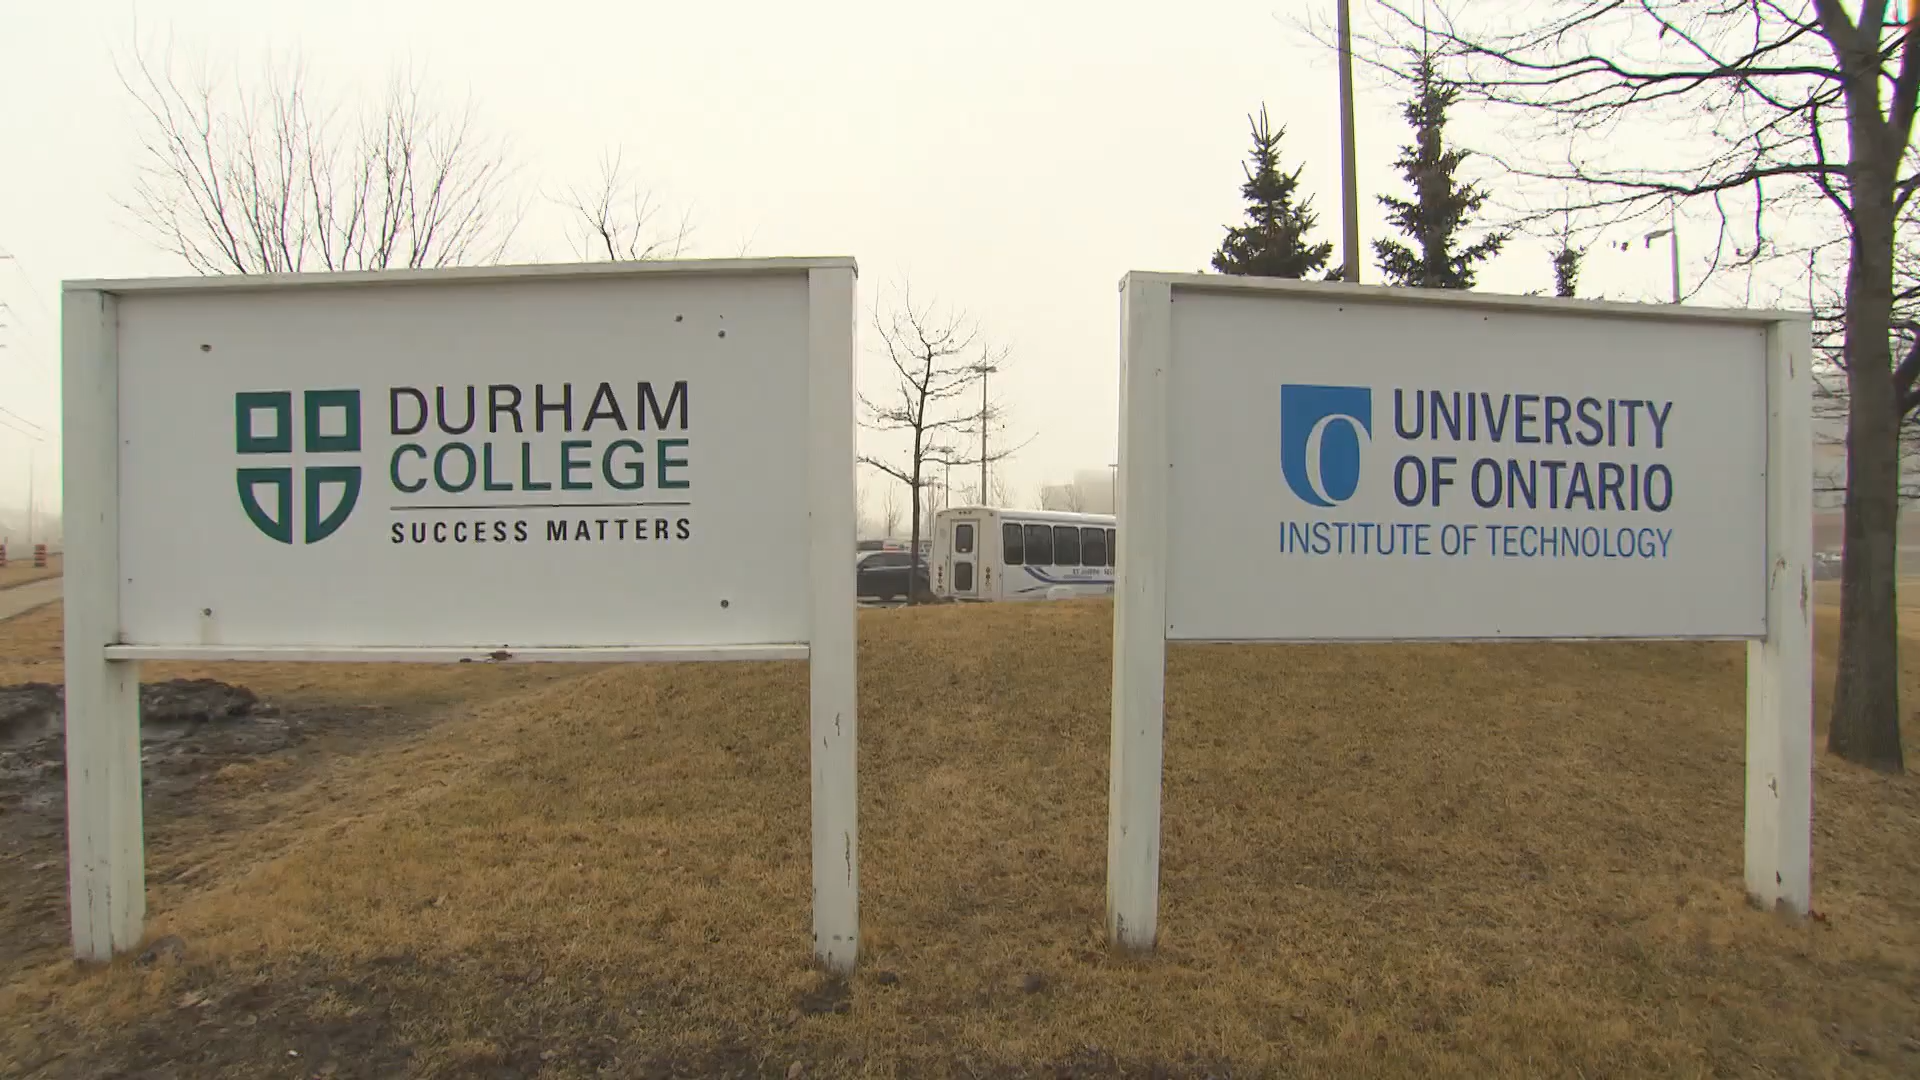 DURHAM
COLLEGE
SUCCESS MATTERS
UNIVERSITY
OF ONTARIO
INSTITUTE OF TECHNOLOGY